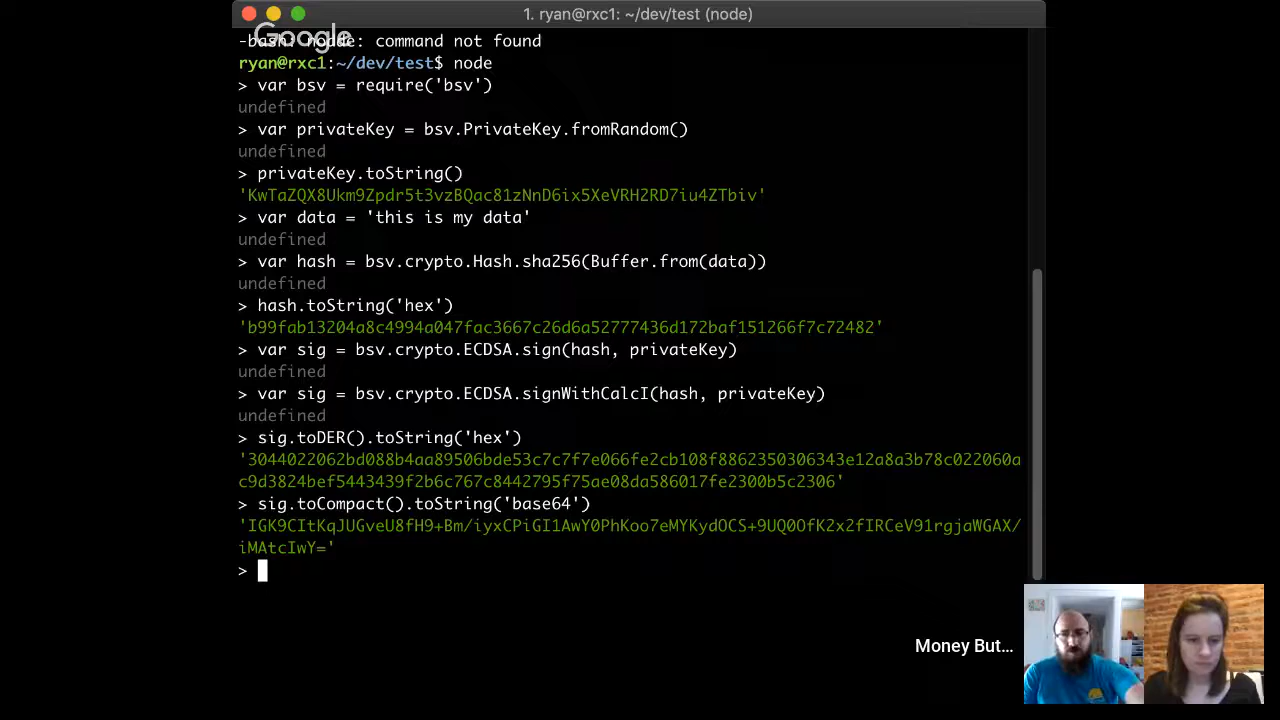 1. ryan@rxc1: ~/dev/test (node)
Google
-bash: noode: command not found
ryan@rxc1:~/dev/test$ node
> var bsv = require('bsv')
undefined
> var privateKey = bsv.PrivateKey.fromRandom()
undefined
> privateKey.toString()
'KwTaZQX8Ukm9Zpdr5t3vzBQac81zNnD6ix5XeVRH2RD7iu4ZTbiv'
> var data = 'this is my data'
undefined
> var hash = bsv.crypto.Hash.sha256(Buffer.from(data))
undefined
> hash.toString('hex')
'b99fab13204a8c4994a047fac3667c26d6a52777436d172baf151266f7c72482'
> var sig = bsv.crypto.ECDSA.sign(hash, privateKey)
undefined
> var sig = bsv.crypto.ECDSA.signWithCalcI(hash, privateKey)
undefined
> sig.toDER().toString('hex')
'3044022062bd088b4aa89506bde53c7c7f7e066fe2cb108f8862350306343e12a8a3b78c022060a
c9d3824bef5443439f2b6c767c8442795f75ae08da586017fe2300b5c2306'
> sig.toCompact().toString('base64')
'IGK9CItKqJUGveU8fH9+Bm/iyxCPiGI1AwY0PhKoo7eMYKydOCS+9UQ0OfK2x2fIRCeV91rgjaWGAX/
iMAtcIwY='
>
Money But...